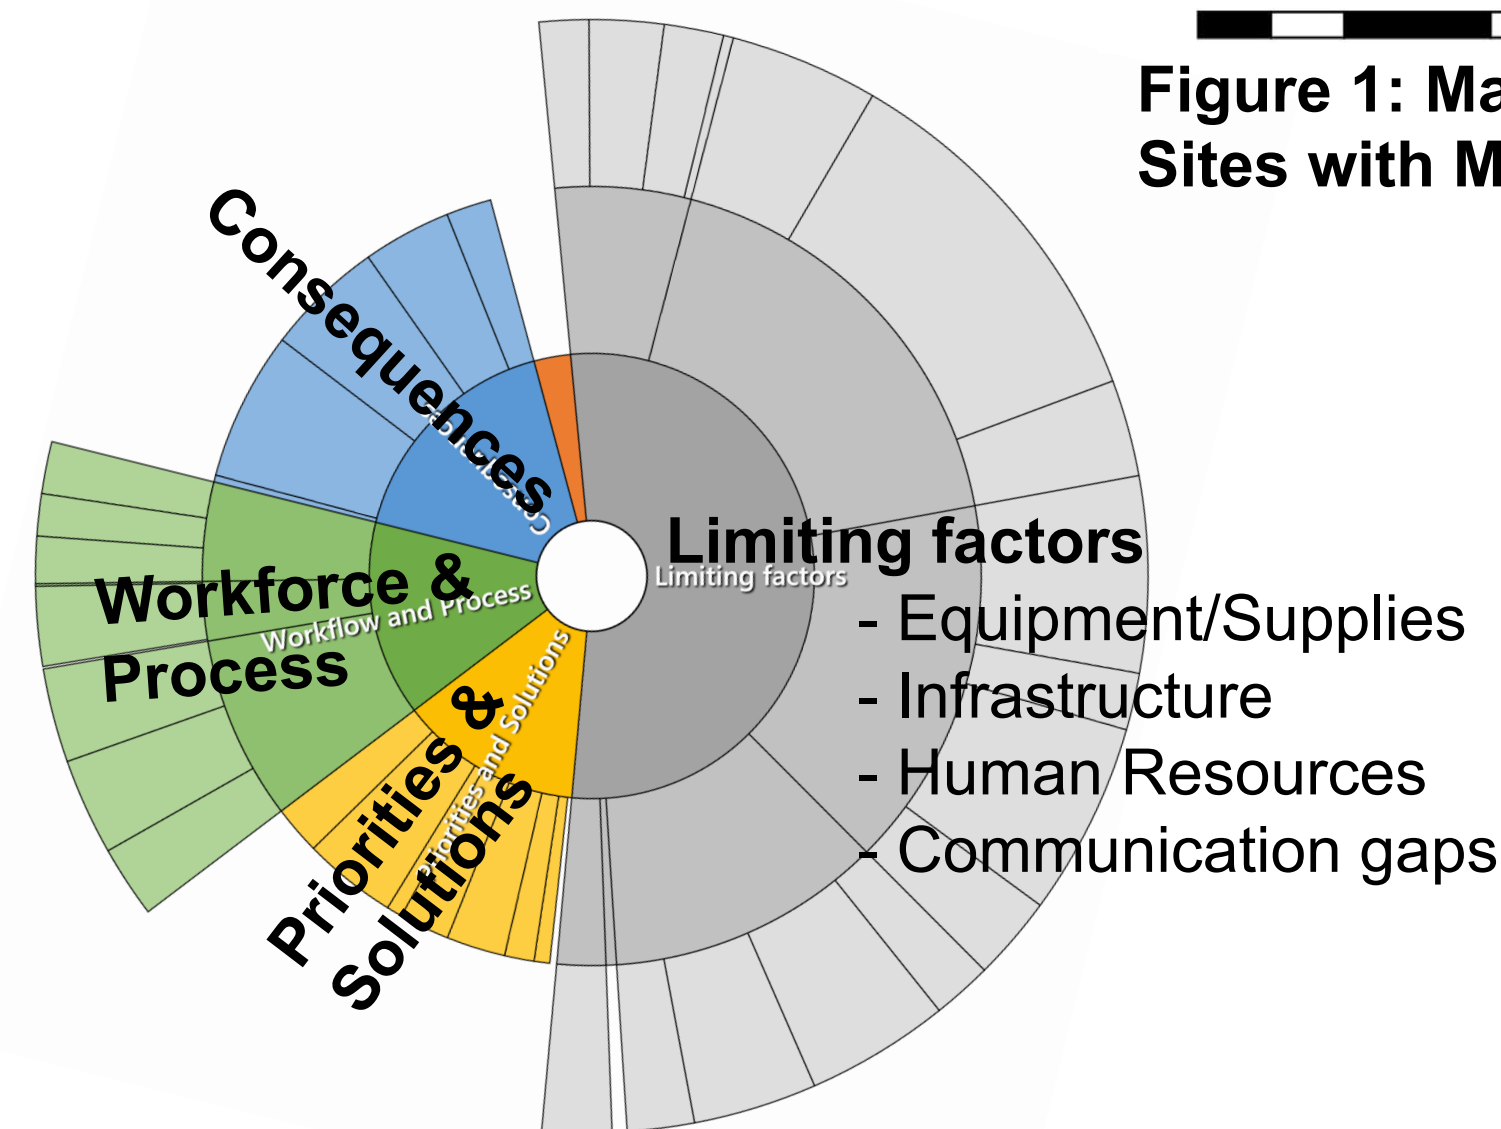 Figure 1: Ma
Sites with M
Consequences
Consequences
Limiting factors
Limiting factors
- Equipment/Supplies
- Infrastructure
- Human Resources
- Communication gaps
Workforce &
Process
Workflow and Process
Priorities &
Solutions
Priorities and Solutions